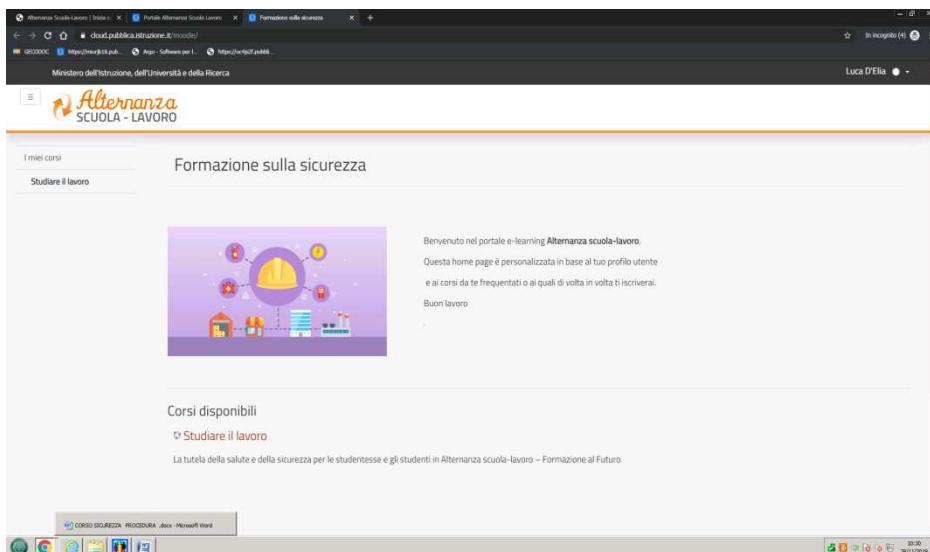 Alternanza Scuola-Lavoro | Inizia c
Portale Alternanza Scuola Lavoro
Formazione sulla sicurezza
cloud.pubblica.istruzione.it/moodle/
In incognito (4)
GECODOC
Argo - Software per l...
Ministero dell'Istruzione, dell'Università e della Ricerca
Luca D'Elia
Alternanza
SCUOLA - LAVORO
I miei corsi
Studiare il lavoro
Formazione sulla sicurezza
Benvenuto nel portale e-learning Alternanza scuola-lavoro.
Questa home page è personalizzata in base al tuo profilo utente
e ai corsi da te frequentati o ai quali di volta in volta ti iscriverai.
Buon lavoro
.
Corsi disponibili
Studiare il lavoro
La tutela della salute e della sicurezza per le studentesse e gli studenti in Alternanza scuola-lavoro – Formazione al Futuro
CORSO SICUREZZA PROCEDURA .docx - Microsoft Word
10:30